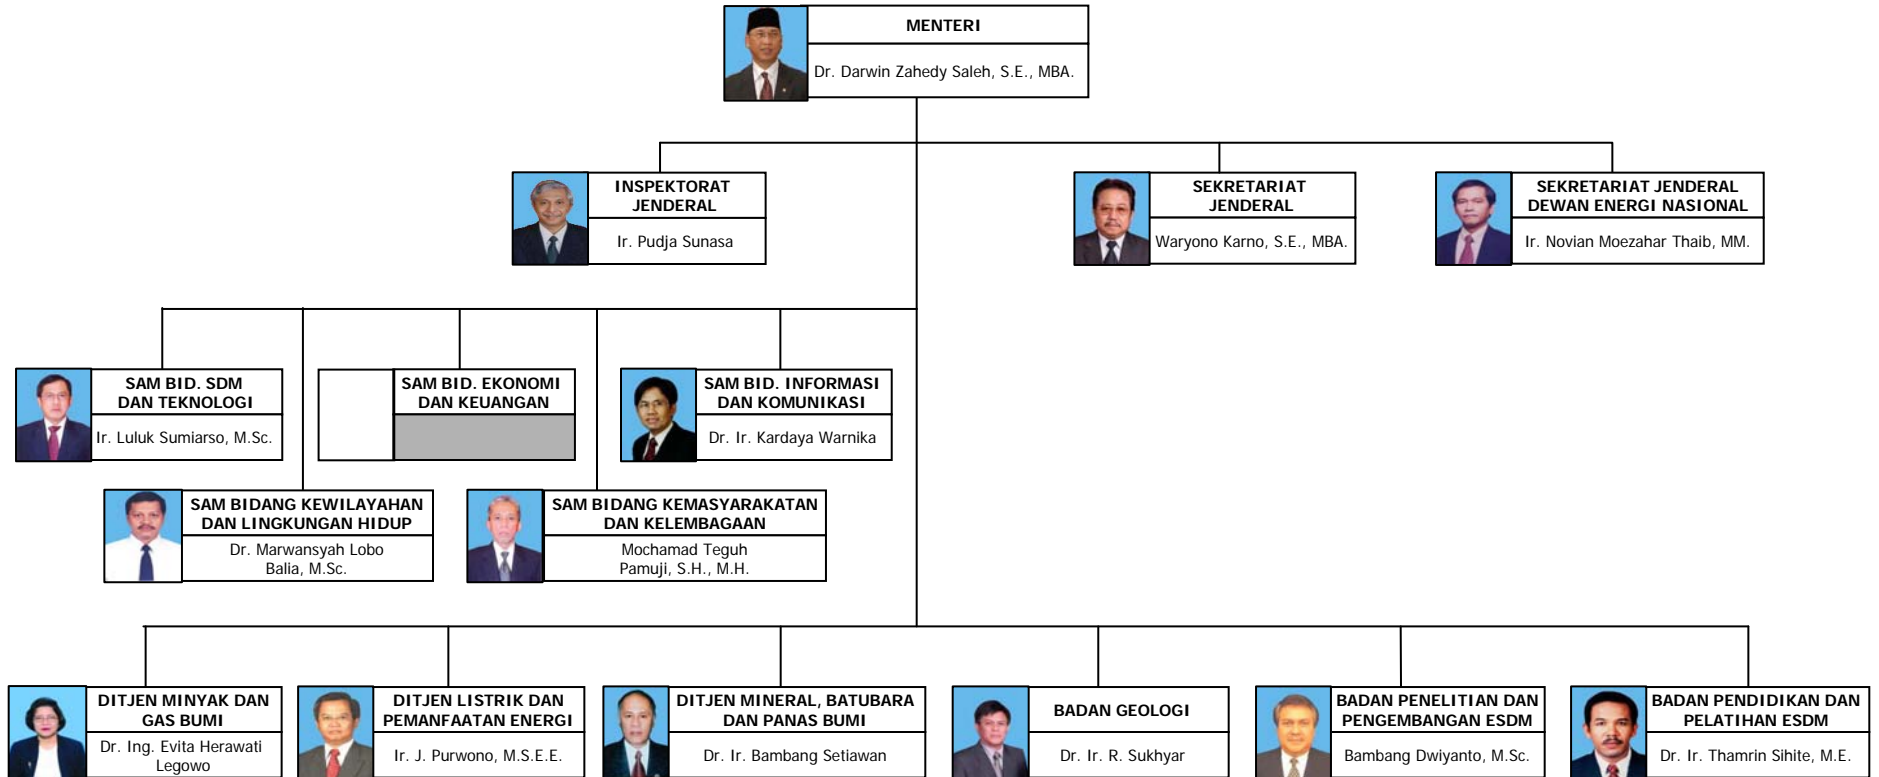 MENTERI
Dr. Darwin Zahedy Saleh, S.E., MBA.
INSPEKTORAT
JENDERAL
Ir. Pudja Sunasa
SEKRETARIAT
JENDERAL
Waryono Karno, S.E., MBA.
SEKRETARIAT JENDERAL
DEWAN ENERGI NASIONAL
Ir. Novian Moezahar Thaib, MM.
SAM BID. SDM
DAN TEKNOLOGI
Ir. Luluk Sumiarso, M.Sc.
SAM BID. EKONOMI
DAN KEUANGAN
SAM BID. INFORMASI
DAN KOMUNIKASI
Dr. Ir. Kardaya Warnika
SAM BIDANG KEWILAYAHAN
DAN LINGKUNGAN HIDUP
Dr. Marwansyah Lobo
Balia, M.Sc.
SAM BIDANG KEMASYARAKATAN
DAN KELEMBAGAAN
Mochamad Teguh
Pamuji, S.H., M.H.
DITJEN MINYAK DAN
GAS BUMI
Dr. Ing. Evita Herawati
Legowo
DITJEN LISTRIK DAN
PEMANFAATAN ENERGI
Ir. J. Purwono, M.S.E.E.
DITJEN MINERAL, BATUBARA
DAN PANAS BUMI
Dr. Ir. Bambang Setiawan
BADAN GEOLOGI
Dr. Ir. R. Sukhyar
BADAN PENELITIAN DAN
PENGEMBANGAN ESDM
Bambang Dwiyanto, M.Sc.
BADAN PENDIDIKAN DAN
PELATIHAN ESDM
Dr. Ir. Thamrin Sihite, M.E.